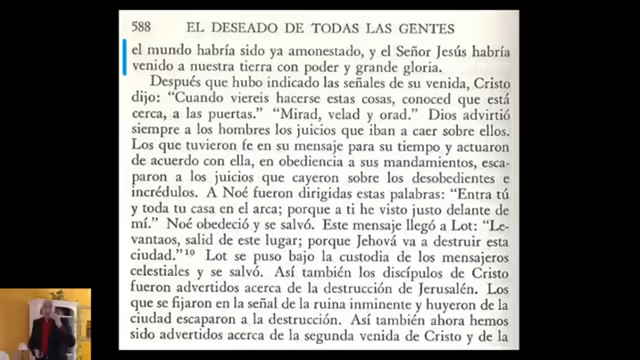 588 EL DESEADO DE TODAS LAS GENTES
el mundo habría sido ya amonestado, y el Señor Jesús habría
venido a nuestra tierra con poder y grande gloria.
Después que hubo indicado las señales de su venida, Cristo
dijo: “Cuando viereis hacerse estas cosas, conoced que está
cerca, a las puertas.” “Mirad, velad y orad.” Dios advirtió
siempre a los hombres los juicios que iban a caer sobre ellos.
Los que tuvieron fe en su mensaje para su tiempo y actuaron
de acuerdo con ella, en obediencia a sus mandamientos, esca-
paron a los juicios que cayeron sobre los desobedientes e
incrédulos. A Noé fueron dirigidas estas palabras: “Entra tú
y toda tu casa en el arca; porque a ti he visto justo delante de
mí.” Noé obedeció y se salvó. Este mensaje llegó a Lot: “Le-
vantaos, salid de este lugar; porque Jehová va a destruir esta
ciudad.”¹⁹ Lot se puso bajo la custodia de los mensajeros
celestiales y se salvó. Así también los discípulos de Cristo
fueron advertidos acerca de la destrucción de Jerusalén. Los
que se fijaron en la señal de la ruina inminente y huyeron de la
ciudad escaparon a la destrucción. Así también ahora hemos
sido advertidos acerca de la segunda venida de Cristo y de la